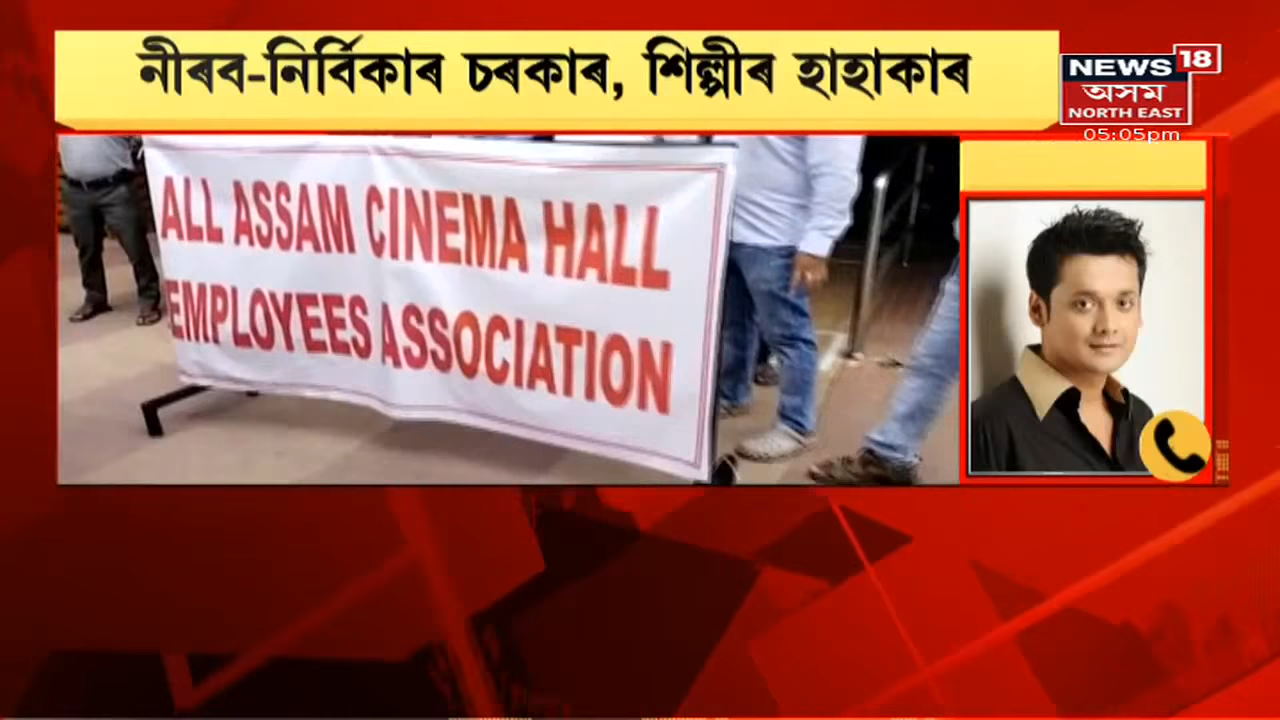 নীৰব-নিৰ্বিকাৰ চৰকাৰ, শিল্পীৰ হাহাকাৰ
NEWS 18
অসম
NORTH EAST
05:05pm
ALL ASSAM CINEMA HALL
EMPLOYEES ASSOCIATION